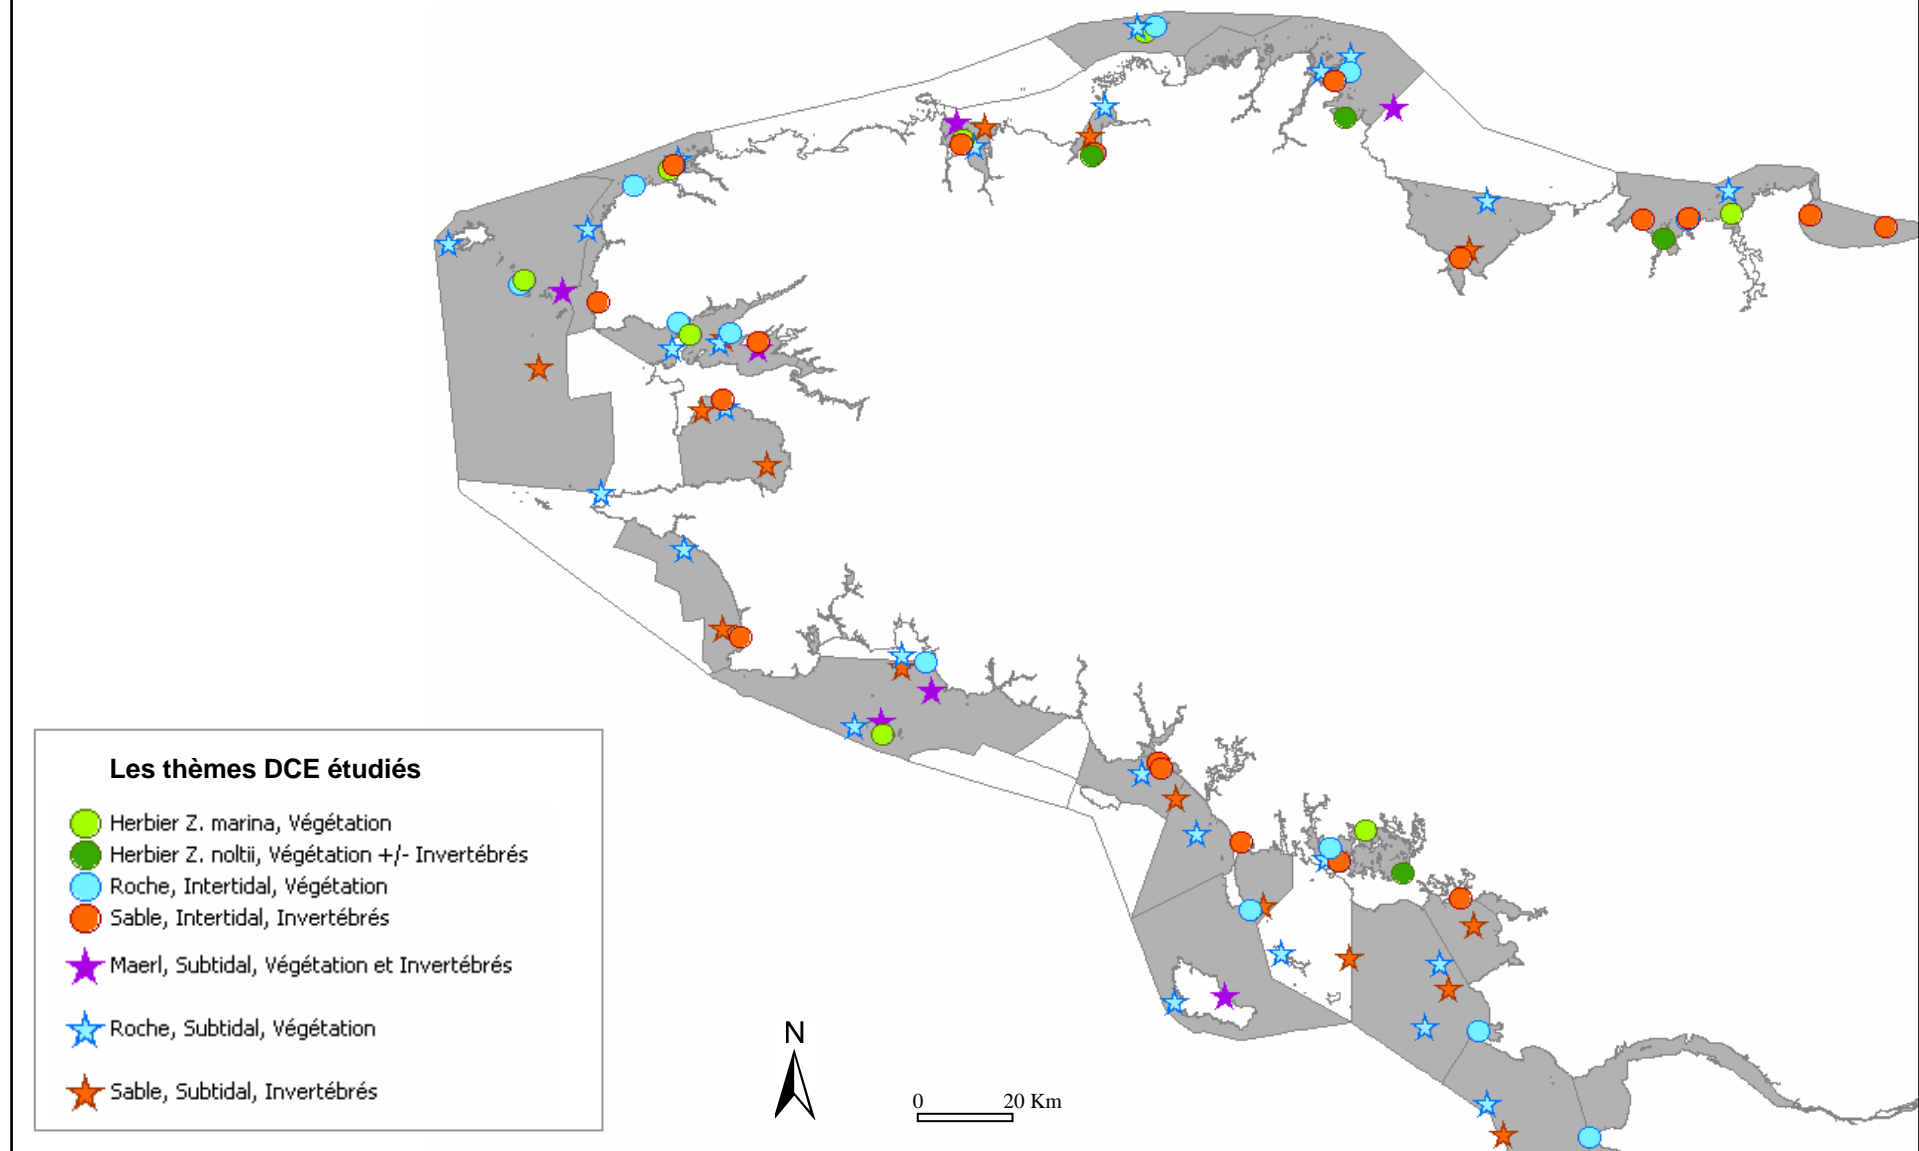 Les thèmes DCE étudiés
Herbier Z. marina, Végétation
Herbier Z. noltii, Végétation +/- Invertébrés
Roche, Intertidal, Végétation
Sable, Intertidal, Invertébrés
Maerl, Subtidal, Végétation et Invertébrés
Roche, Subtidal, Végétation
Sable, Subtidal, Invertébrés
N
0 20 Km